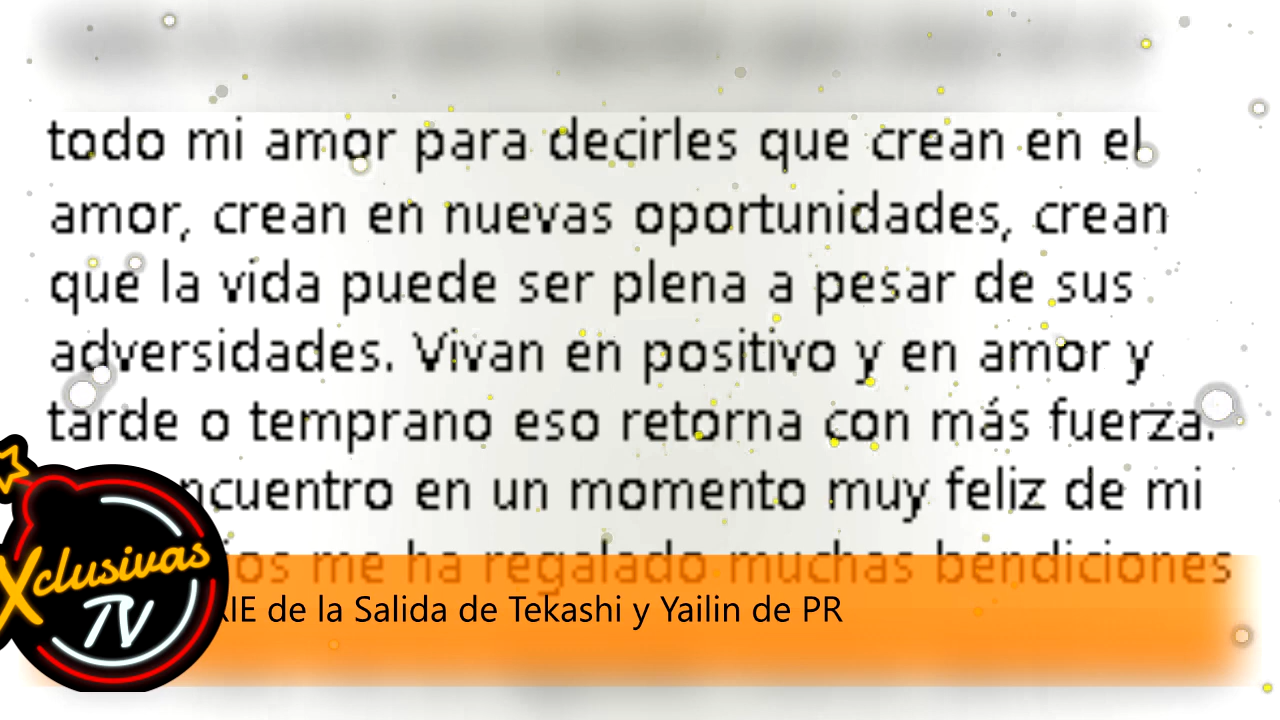 todo mi amor para decirles que crean en el
amor, crean en nuevas oportunidades, crean
que la vida puede ser plena a pesar de sus
adversidades. Vivan en positivo y en amor y
tarde o temprano eso retorna con más fuerza.
ncuentro en un momento muy feliz de mi
ios me ha regalado muchas bendiciones
RIE de la Salida de Tekashi y Yailin de PR
Xclusivas
TV